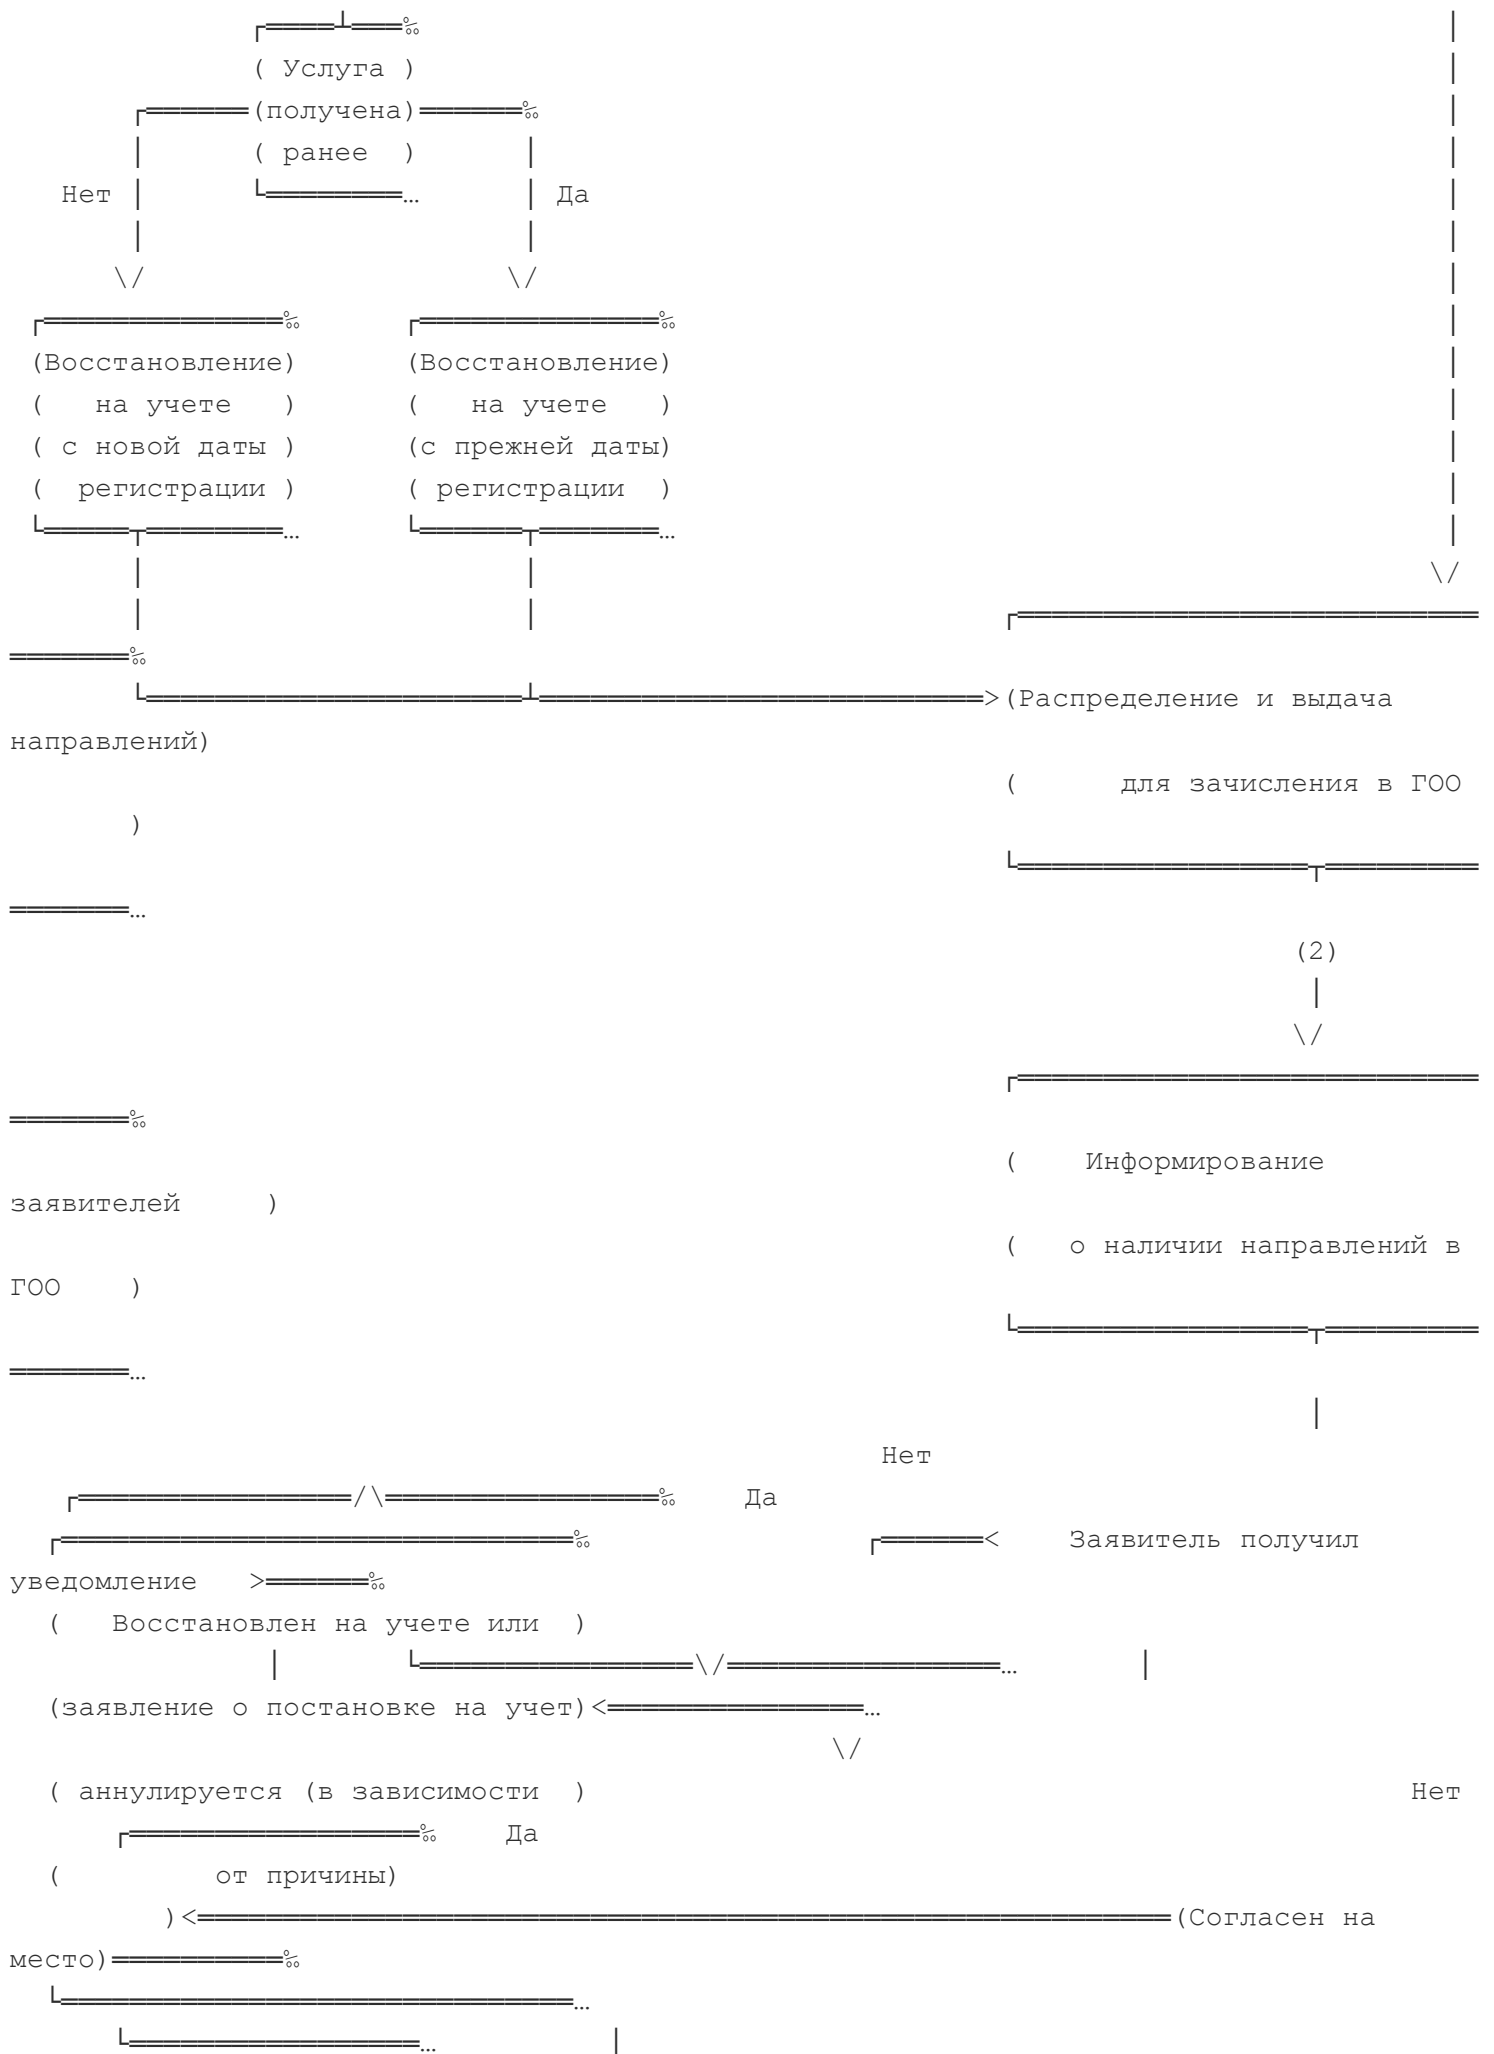 ( Услуга )
(получена)
( ранее )
Нет Да
(Восстановление) (Восстановление)
( на учете ) ( на учете )
( с новой даты ) (с прежней даты)
( регистрации ) ( регистрации )
>(Распределение и выдача
направлений)
( для зачисления в ГОО
)
(2)
( Информирование
заявителей )
( о наличии направлений в
ГОО )
Нет
Да
< Заявитель получил
уведомление >
( Восстановлен на учете или )
(заявление о постановке на учет)<
( аннулируется (в зависимости ) Нет
Да
( от причины)
)< (Согласен на
место)